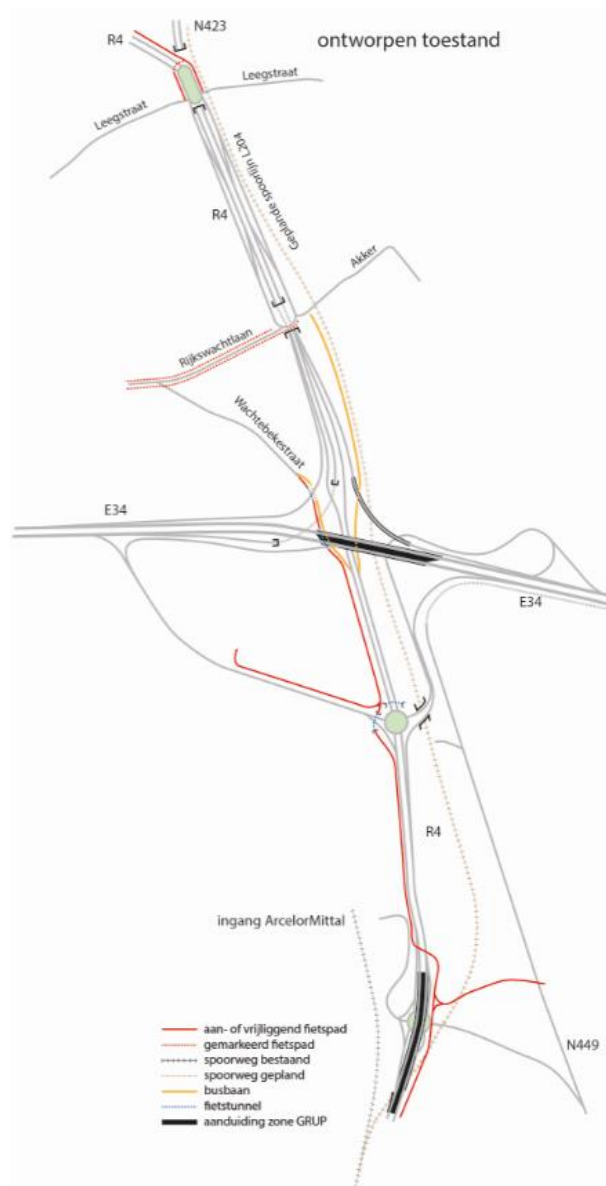 N423
R4
ontworpen toestand
Leegstraat
Leegstraat
Geplande spoorlijn L204
R4
Akker
Rijkswachtlaan
Wachtebekestraat
E34
E34
R4
ingang ArcelorMittal
N449
aan- of vrijliggend fietspad
gemarkeerd fietspad
spoorweg bestaand
spoorweg gepland
busbaan
fietstunnel
aanduiding zone GRUP